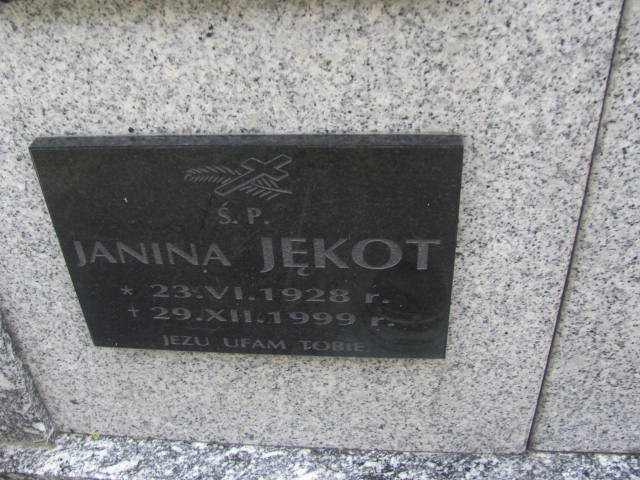 Ś. P.
JANINA JĘKOT
* 23.VI.1928 r.
+ 29.XII.1999 r.
JEZU UFAM TOBIE